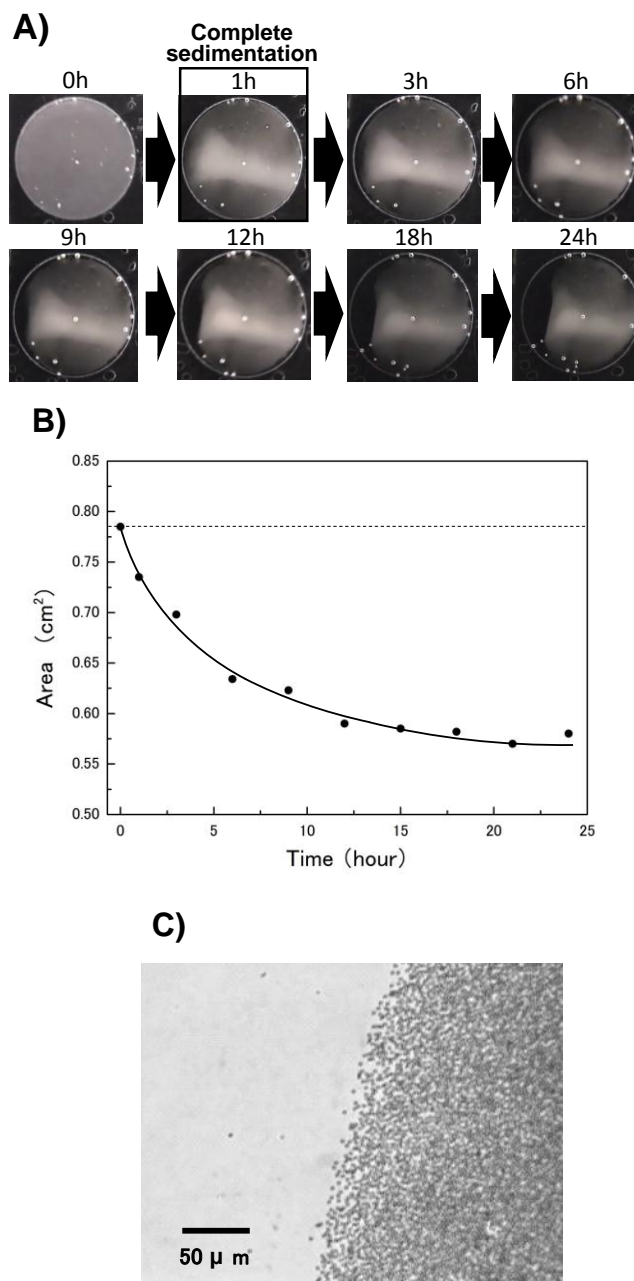 A)
Complete
sedimentation
0h 1h 3h 6h
9h 12h 18h 24h
B)
0.85
0.80
0.75
0.70
0.65
0.60
0.55
0.50
Area (cm²)
0 5 10 15 20 25
Time (hour)
C)
50 μ m